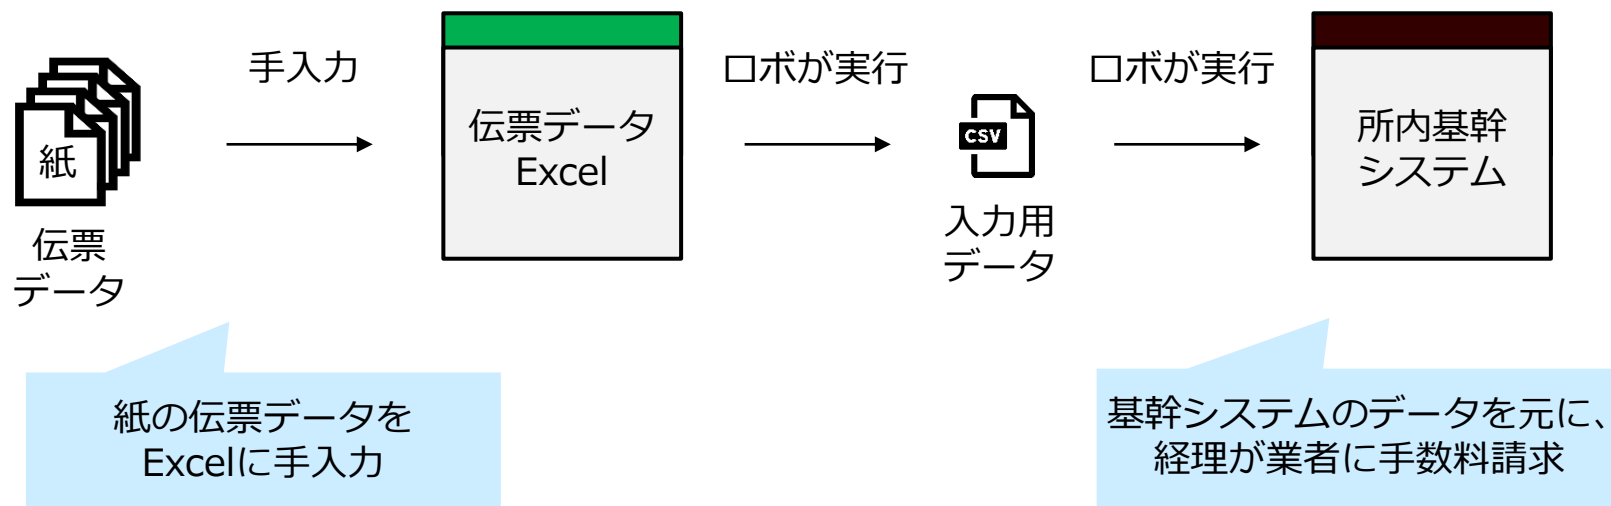 手入力
ロボが実行
ロボが実行
紙
伝票データ
Excel
CSV
所内基幹
システム
伝票
データ
入力用
データ
紙の伝票データを
Excelに手入力
基幹システムのデータを元に、
経理が業者に手数料請求